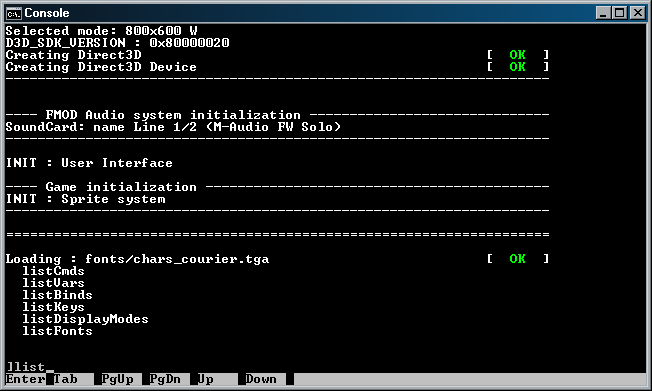 Console
Selected mode: 800x600 W
D3D_SDK_VERSION : 0x80000020
Creating Direct3D [ OK ]
Creating Direct3D Device [ OK ]
---- FMOD Audio system initialization ----
SoundCard: name Line 1/2 (M-Audio FW Solo)
INIT : User Interface
---- Game initialization ----
INIT : Sprite system
Loading : fonts/chars_courier.tga [ OK ]
listCmds
listVars
listBinds
listKeys
listDisplayModes
listFonts
]list_
Enter Tab PgUp PgDn Up Down